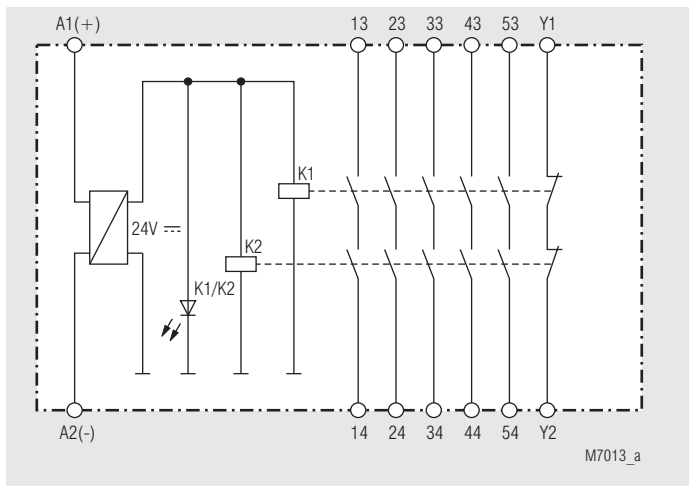 A1(+) 13 23 33 43 53 Y1
K1
24V
K2
K1/K2
A2(-) 14 24 34 44 54 Y2
M7013_a